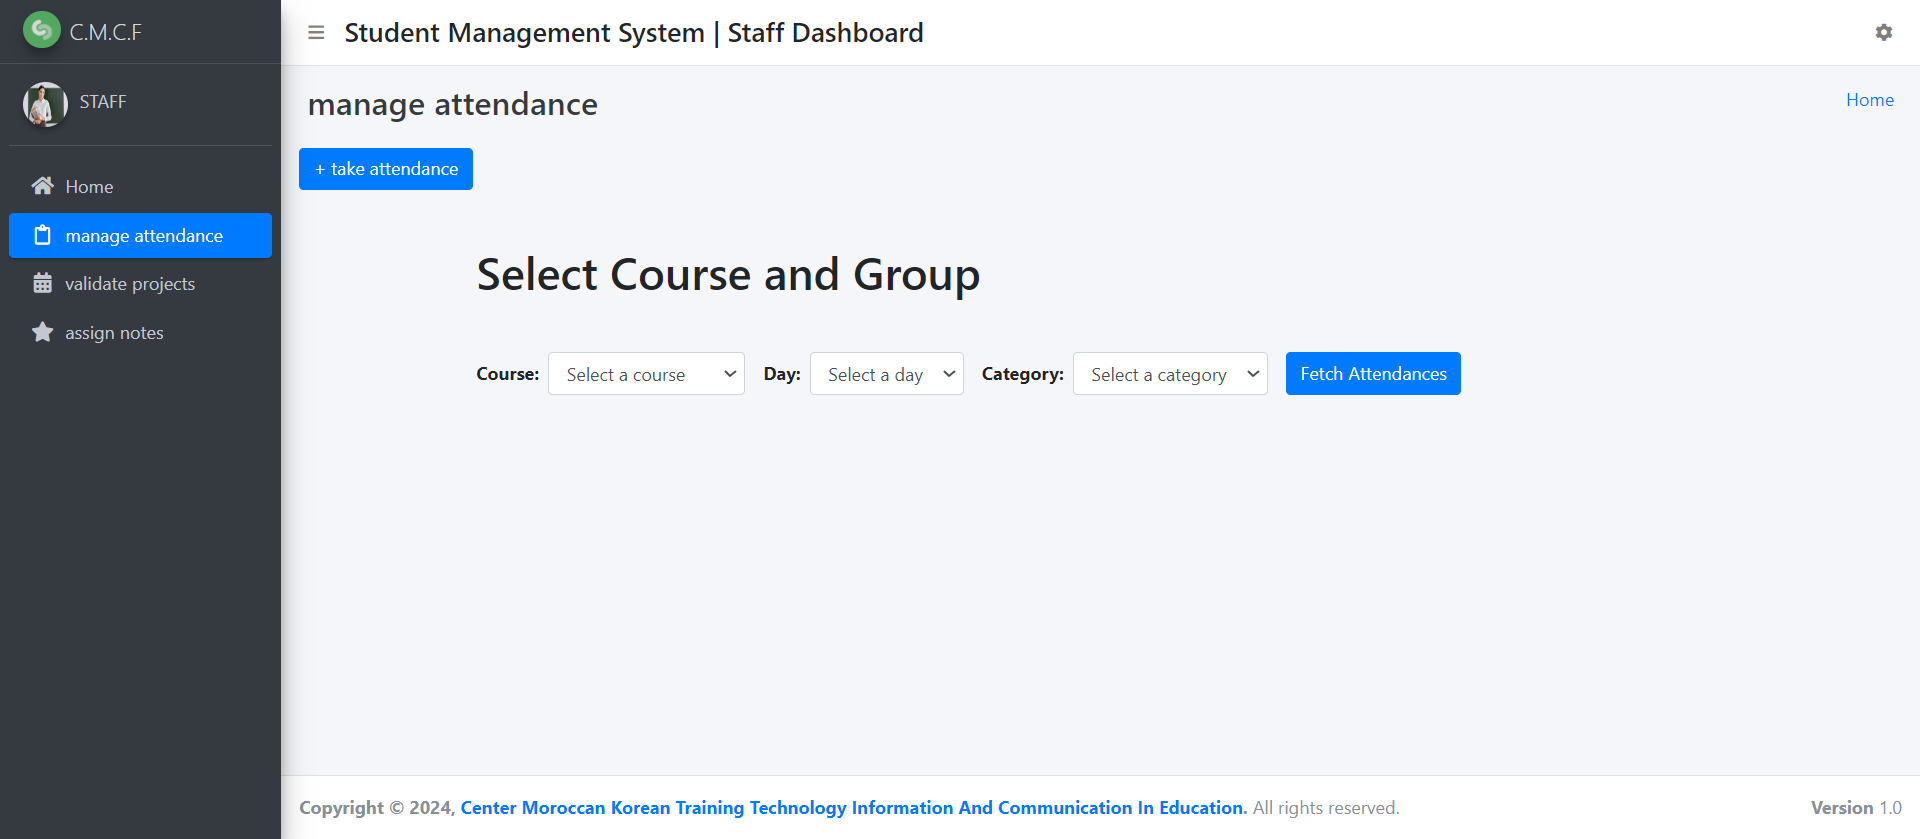 C.M.C.F
STAFF
Home
manage attendance
validate projects
assign notes
Student Management System | Staff Dashboard
manage attendance
Home
+ take attendance
Select Course and Group
Course: Select a course Day: Select a day Category: Select a category Fetch Attendances
Copyright © 2024, Center Moroccan Korean Training Technology Information And Communication In Education. All rights reserved.
Version 1.0